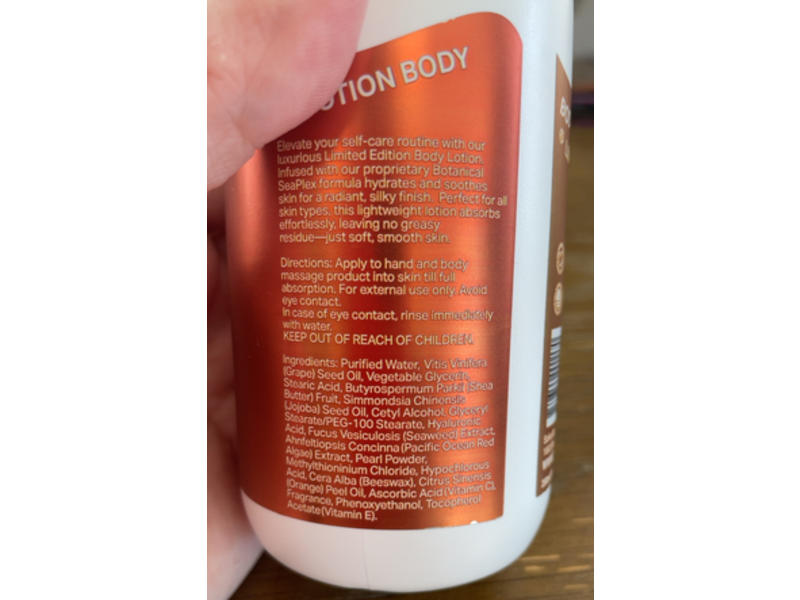 OTION BODY
Elevate your self-care routine with our
luxurious Limited Edition Body Lotion.
Infused with our proprietary Botanical
SeaPlex formula hydrates and soothes
skin for a radiant, silky finish. Perfect for all
skin types, this lightweight lotion absorbs
effortlessly, leaving no greasy
residue—just soft, smooth skin.
Directions: Apply to hand and body
massage product into skin till full
absorption. For external use only. Avoid
eye contact.
In case of eye contact, rinse immediately
with water.
KEEP OUT OF REACH OF CHILDREN.
Ingredients: Purified Water, Vitis Vinifera
(Grape) Seed Oil, Vegetable Glycerin,
Stearic Acid, Butyrospermum Parkii (Shea
Butter) Fruit, Simmondsia Chinensis
(Jojoba) Seed Oil, Cetyl Alcohol, Glyceryl
Stearate/PEG-100 Stearate, Hyaluronic
Acid, Fucus Vesiculosis (Seaweed) Extract,
Ahnfeltiopsis Concinna (Pacific Ocean Red
Algae) Extract, Pearl Powder,
Methylthioninium Chloride, Hypochlorous
Acid, Cera Alba (Beeswax), Citrus Sinensis
(Orange) Peel Oil, Ascorbic Acid (Vitamin C),
Fragrance, Phenoxyethanol, Tocopherol
Acetate (Vitamin E).